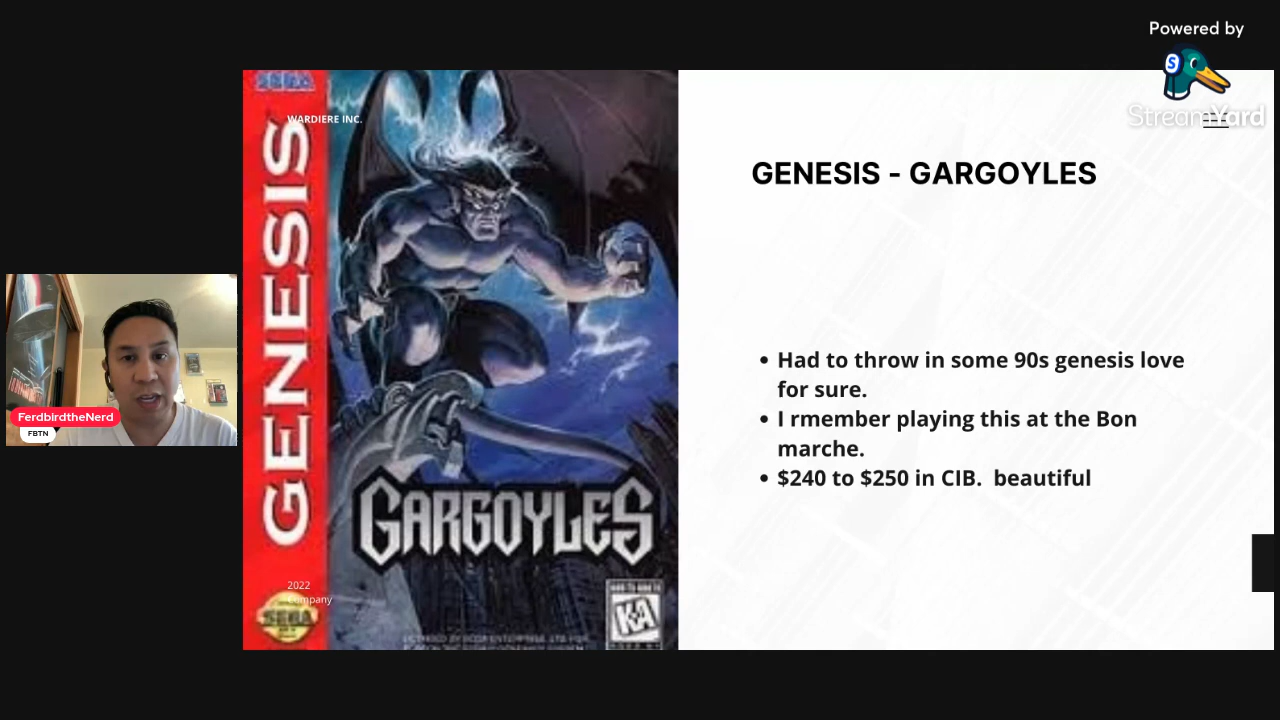 Powered by
StreamYard
SEGA
WARDIERE INC.
GENESIS
GENESIS - GARGOYLES
• Had to throw in some 90s genesis love
for sure.
• I rmember playing this at the Bon
marche.
• $240 to $250 in CIB.  beautiful
FerdbirdtheNerd
FBTN
GARGOYLES
2022
Company
SEGA
KA